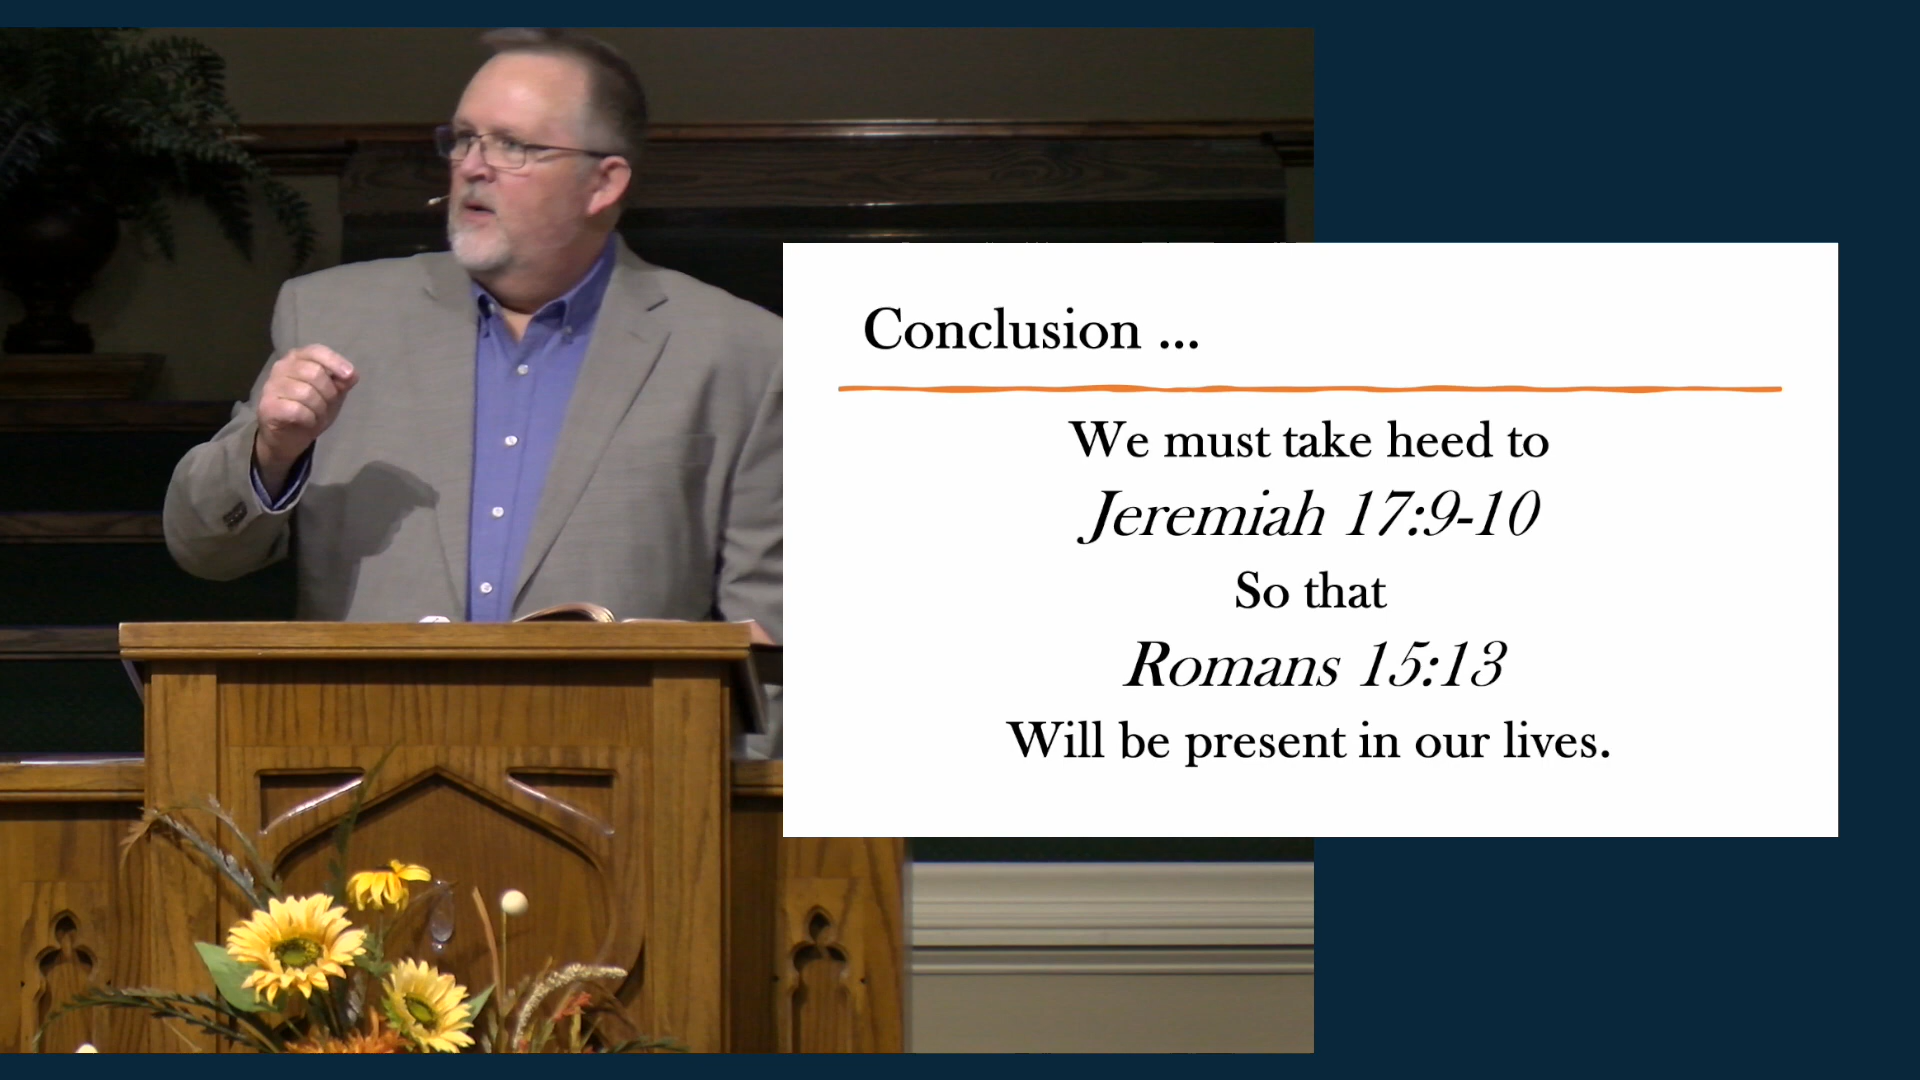 Conclusion ...
We must take heed to
Jeremiah 17:9-10
So that
Romans 15:13
Will be present in our lives.